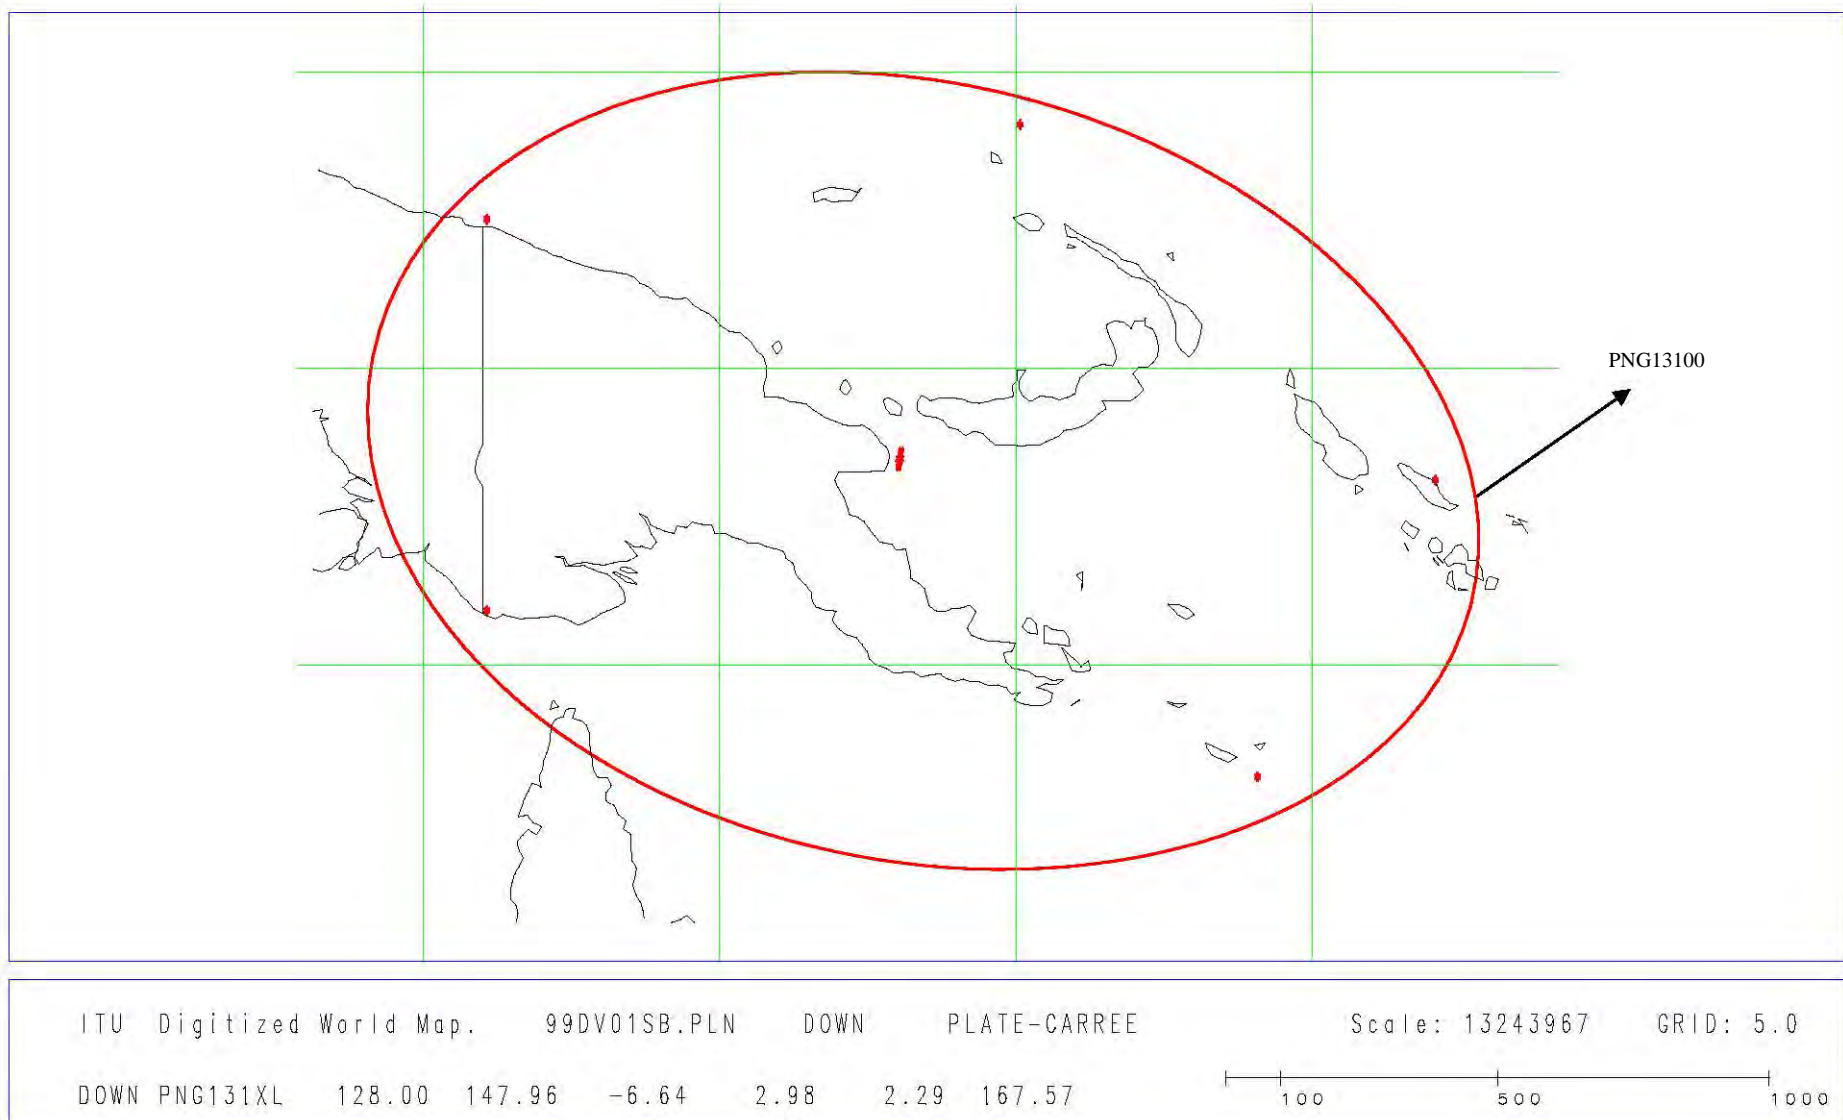 PNG13100
ITU Digitized World Map. 99DV01SB.PLN DOWN PLATE-CARREE Scale: 13243967 GRID: 5.0
DOWN PNG131XL 128.00 147.96 -6.64 2.98 2.29 167.57
100 500 1000